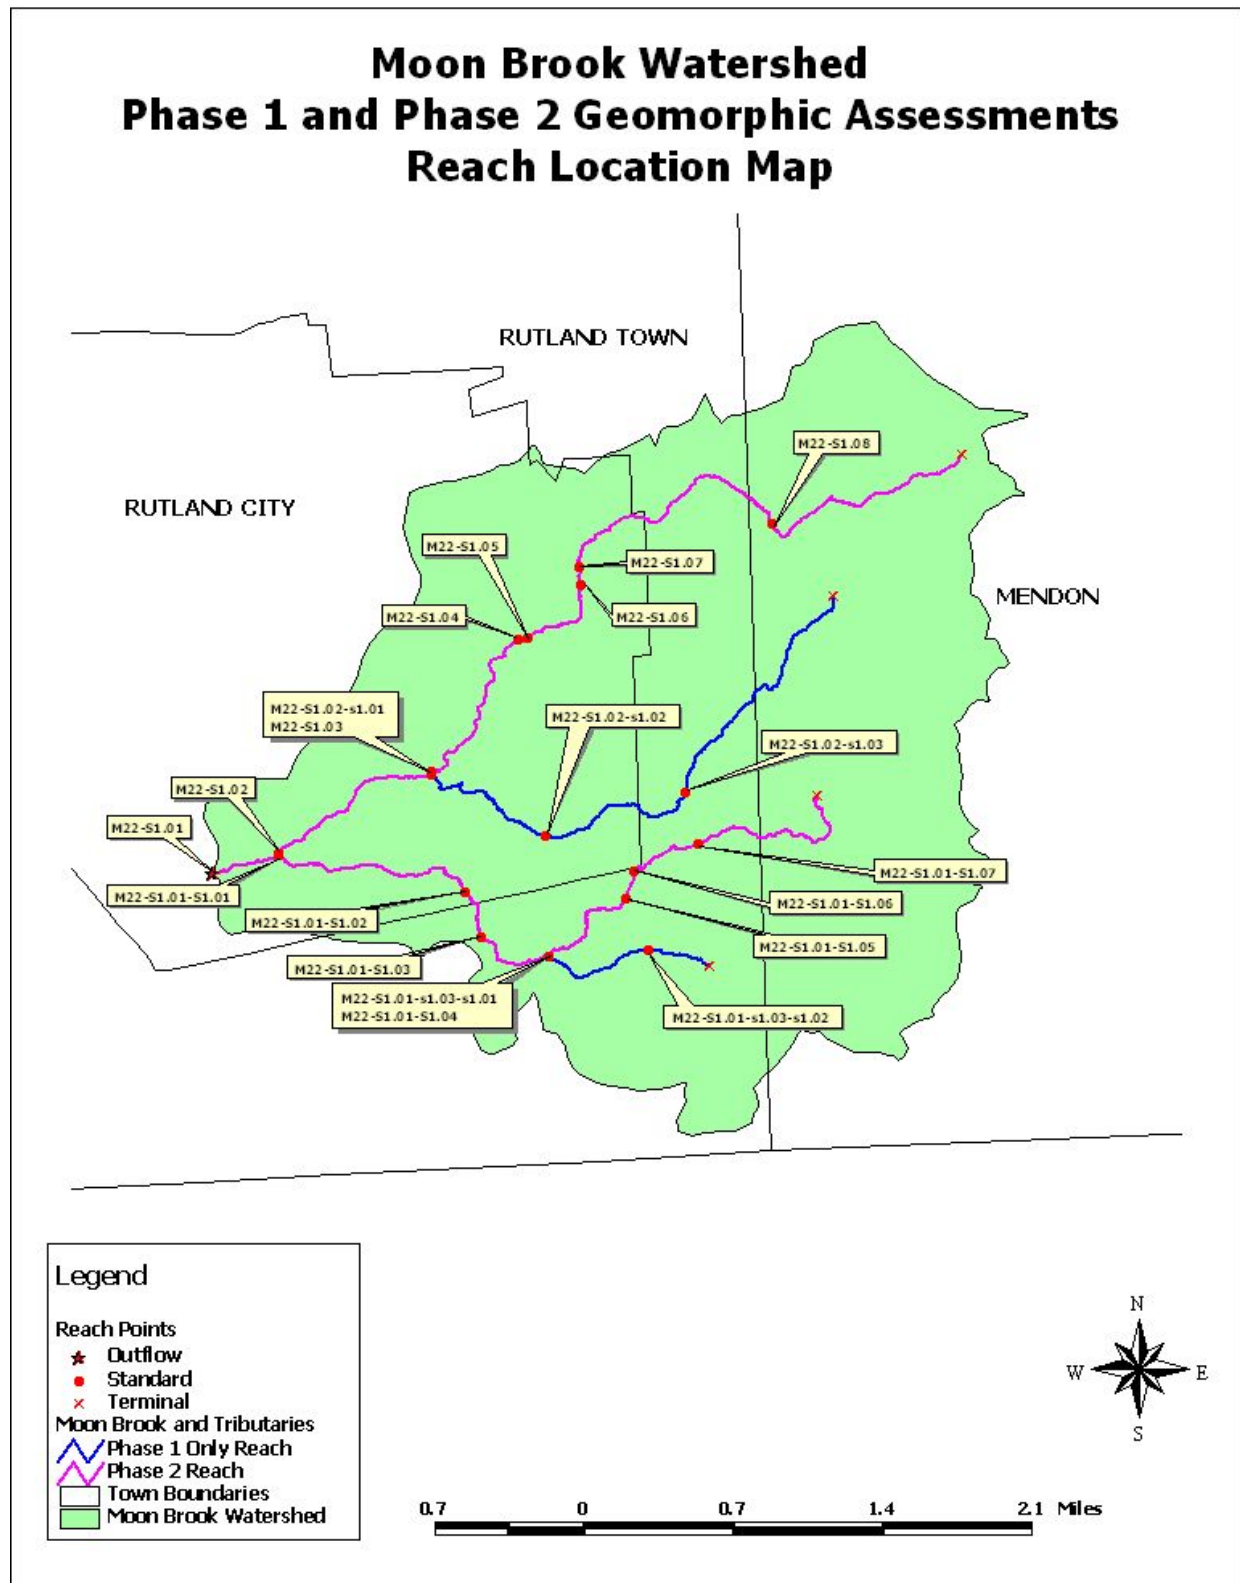 Moon Brook Watershed
Phase 1 and Phase 2 Geomorphic Assessments
Reach Location Map
RUTLAND TOWN
M22-S1.08
RUTLAND CITY
M22-S1.05
M22-S1.07
MENDON
M22-S1.04
M22-S1.06
M22-S1.02-s1.01
M22-S1.03
M22-S1.02-s1.02
M22-S1.02-s1.03
M22-S1.02
M22-S1.01
M22-S1.01-S1.07
M22-S1.01-S1.01
M22-S1.01-S1.06
M22-S1.01-S1.02
M22-S1.01-S1.05
M22-S1.01-S1.03
M22-S1.01-s1.03-s1.01
M22-S1.01-S1.04
M22-S1.01-s1.03-s1.02
Legend
Reach Points
Outflow
Standard
Terminal
Moon Brook and Tributaries
Phase 1 Only Reach
Phase 2 Reach
Town Boundaries
Moon Brook Watershed
N
W E
S
0.7 0 0.7 1.4 2.1 Miles